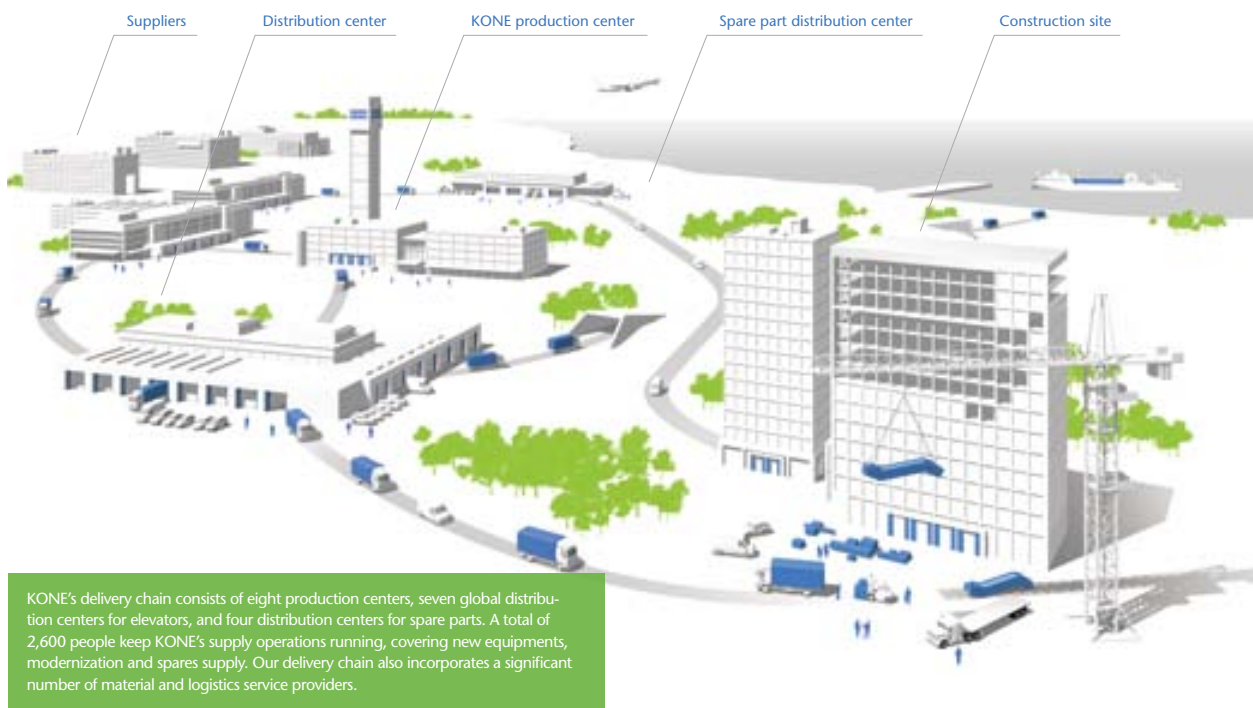 Suppliers
Distribution center
KONE production center
Spare part distribution center
Construction site
KONE's delivery chain consists of eight production centers, seven global distribu-
tion centers for elevators, and four distribution centers for spare parts. A total of
2,600 people keep KONE's supply operations running, covering new equipments,
modernization and spares supply. Our delivery chain also incorporates a significant
number of material and logistics service providers.